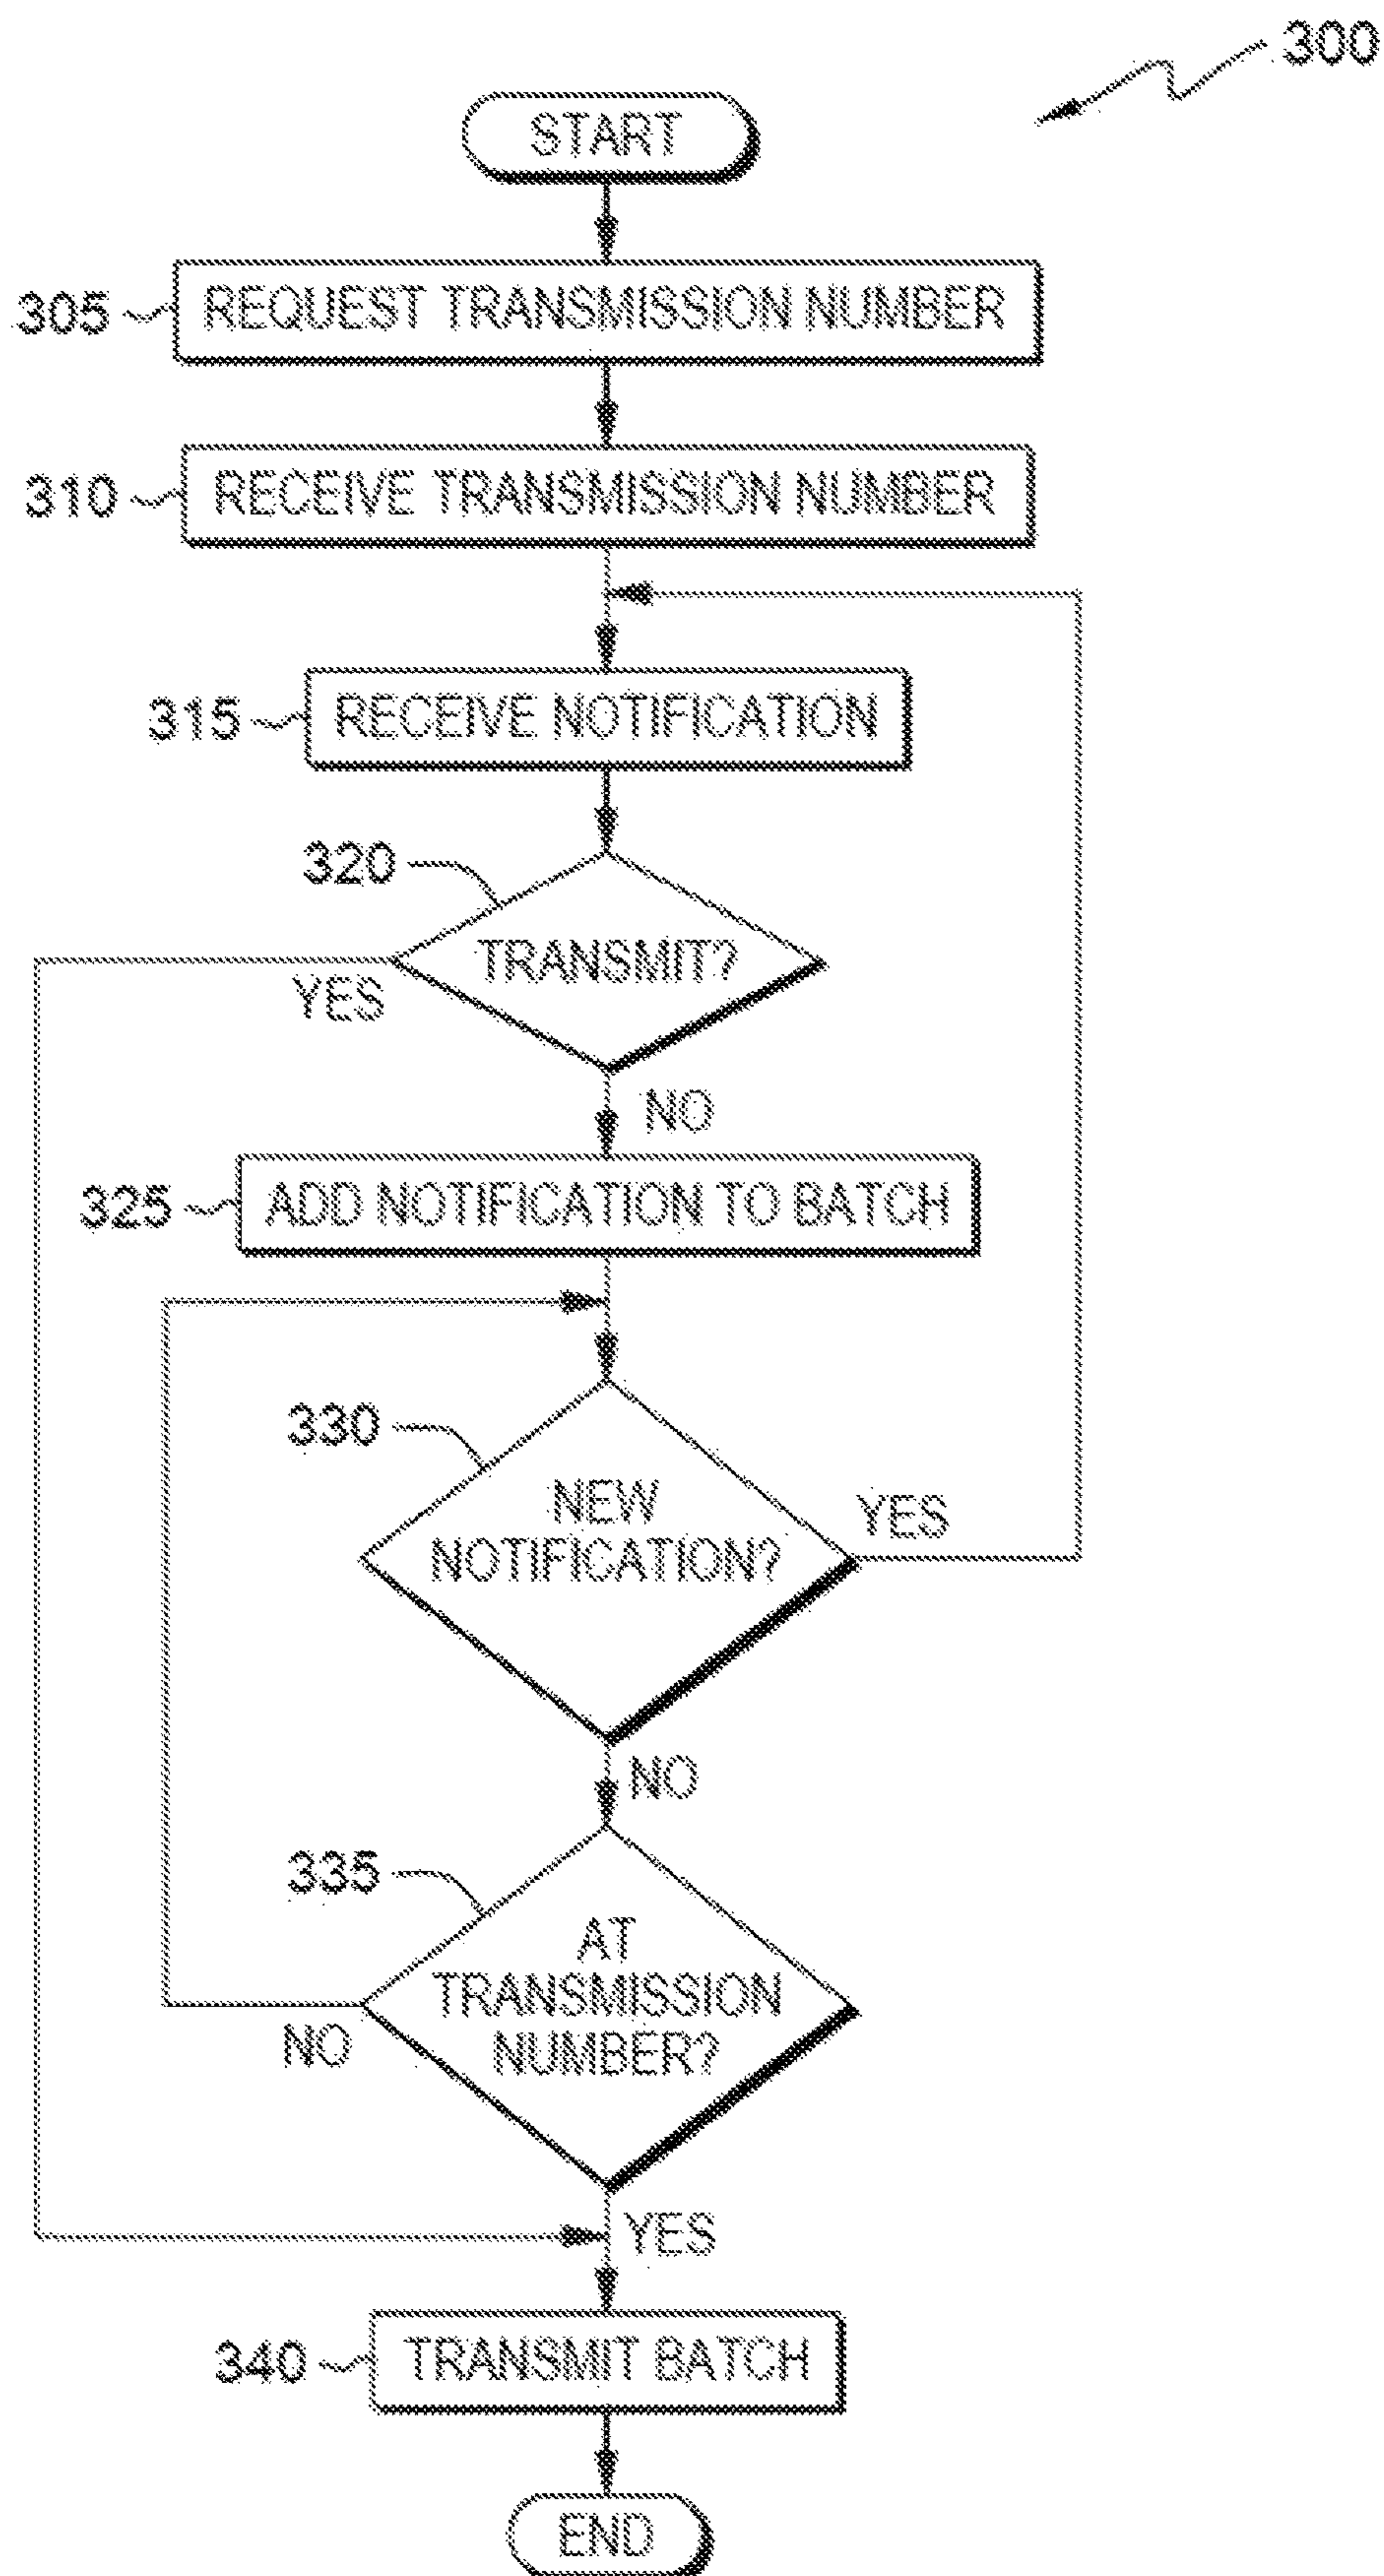 300
START
305
REQUEST TRANSMISSION NUMBER
310
RECEIVE TRANSMISSION NUMBER
315
RECEIVE NOTIFICATION
320
TRANSMIT?
YES
NO
325
ADD NOTIFICATION TO BATCH
330
NEW
NOTIFICATION?
YES
NO
335
AT
TRANSMISSION
NUMBER?
NO
YES
340
TRANSMIT BATCH
END